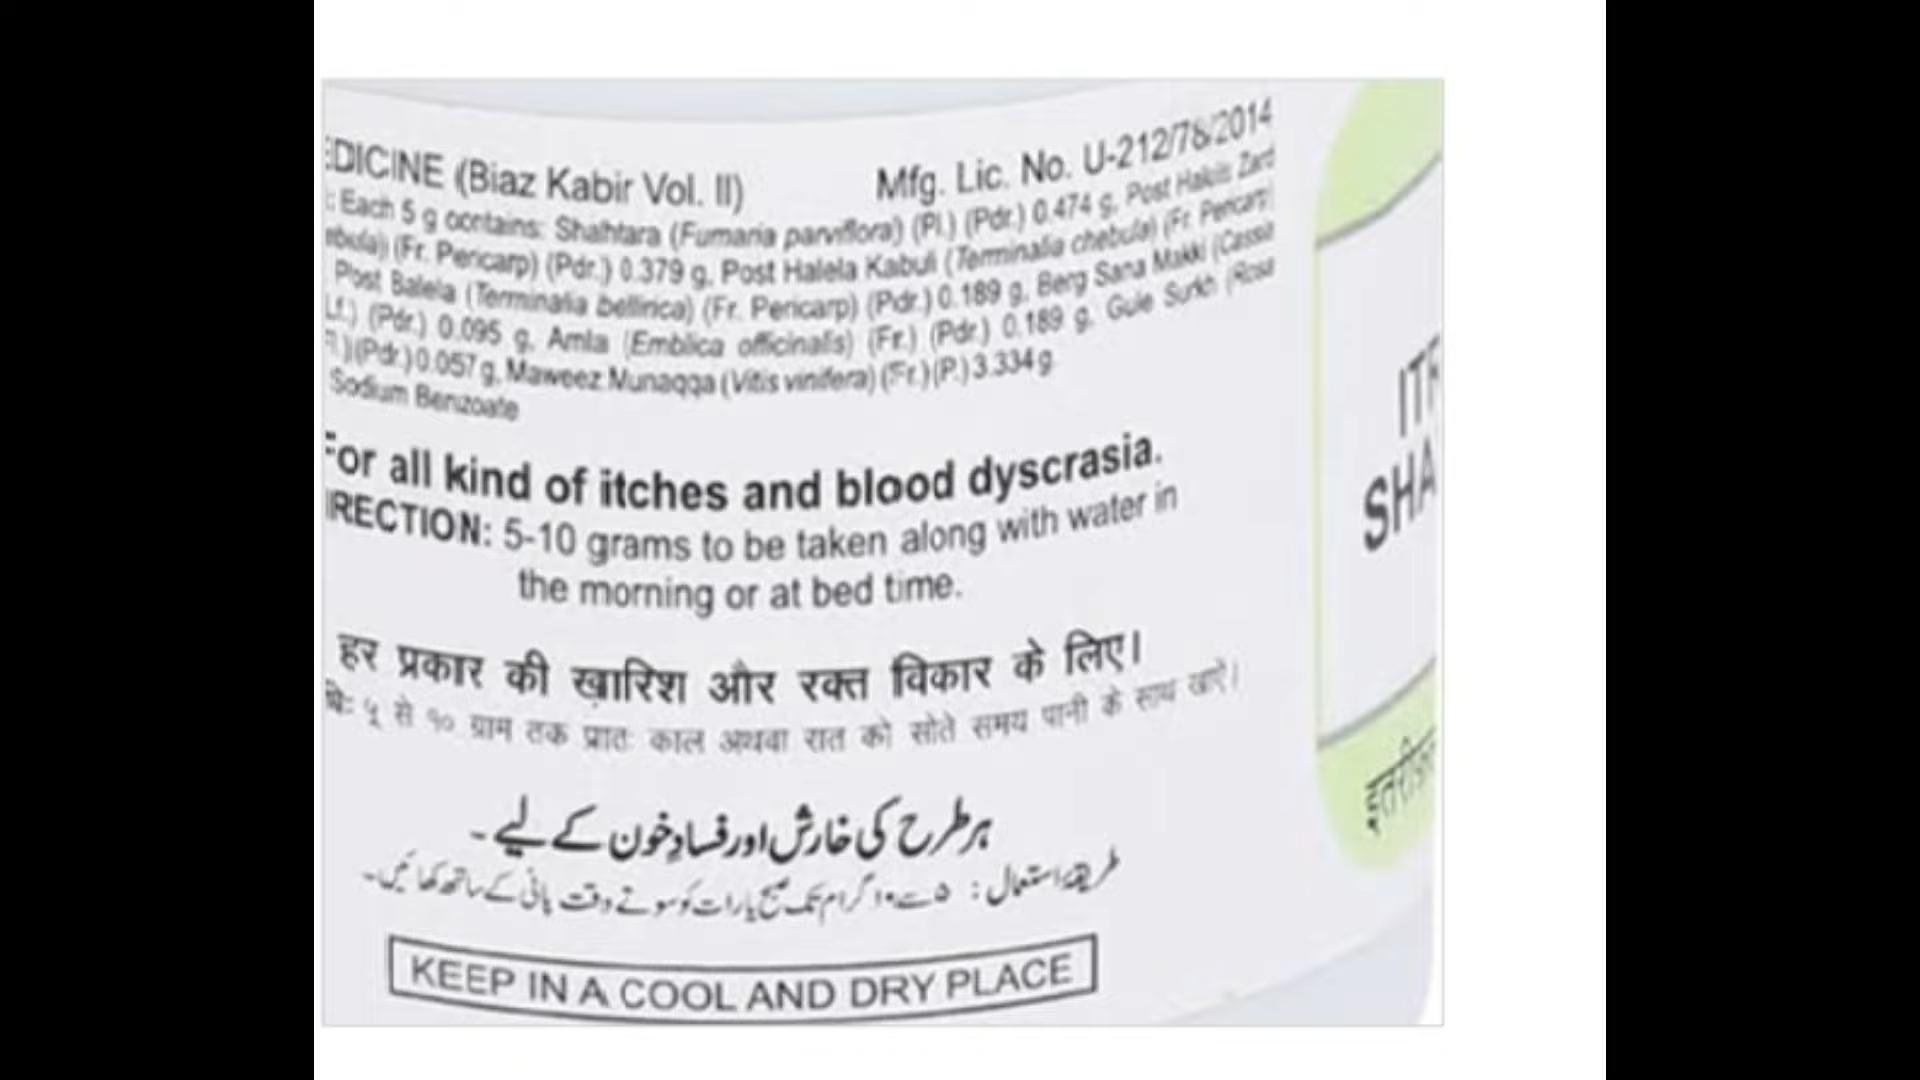 EDICINE (Biaz Kabir Vol. II) Mfg. Lic. No. U-212/78/2014
: Each 5 g contains: Shahtara (Fumaria parviflora) (Pl.) (Pdr.) 0.474 g, Post Halila Zard
ebula) (Fr. Pericarp) (Pdr.) 0.379 g, Post Halela Kabuli (Terminalia chebula) (Fr. Pericarp)
Post Balela (Terminalia bellirica) (Fr. Pericarp) (Pdr.) 0.189 g, Berg Sana Makki (Cassia
Lf.) (Pdr.) 0.095 g, Amla (Emblica officinalis) (Fr.) (Pdr.) 0.189 g, Gule Surkh (Rosa
(Pdr.) 0.057 g, Maweez Munaqqa (Vitis vinifera) (Fr.) (P.) 3.334 g
Sodium Benzoate
For all kind of itches and blood dyscrasia.
IRECTION: 5-10 grams to be taken along with water in
the morning or at bed time.
हर प्रकार की ख़ारिश और रक्त विकार के लिए।
५ से १० ग्राम तक प्रातः काल अथवा रात को सोते समय पानी के साथ खाऐं।
ہر طرح کی خارش اور فسادِ خون کے لیے ۔
طریقہ استعمال : ۵ سے ۱۰ گرام تک صبح یا رات کو سوتے وقت پانی کے ساتھ کھائیں۔
KEEP IN A COOL AND DRY PLACE
ITR
SHA
इतरीफल